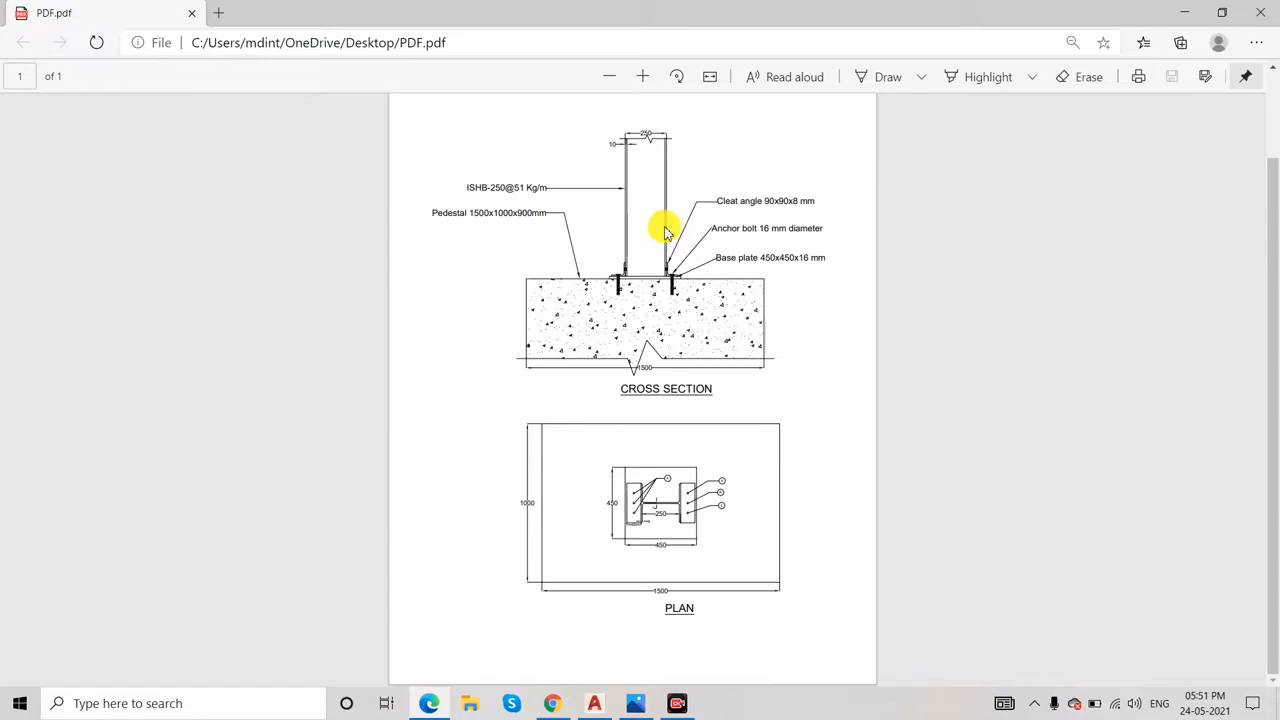 PDF.pdf
File
C:/Users/mdint/OneDrive/Desktop/PDF.pdf
1
of 1
Read aloud
Draw
Highlight
Erase
250
10
ISHB-250@51 Kg/m
Cleat angle 90x90x8 mm
Pedestal 1500x1000x900mm
Anchor bolt 16 mm diameter
Base plate 450x450x16 mm
1500
CROSS SECTION
1000
450
250
450
1500
PLAN
Type here to search
ENG
05:51 PM
24-05-2021